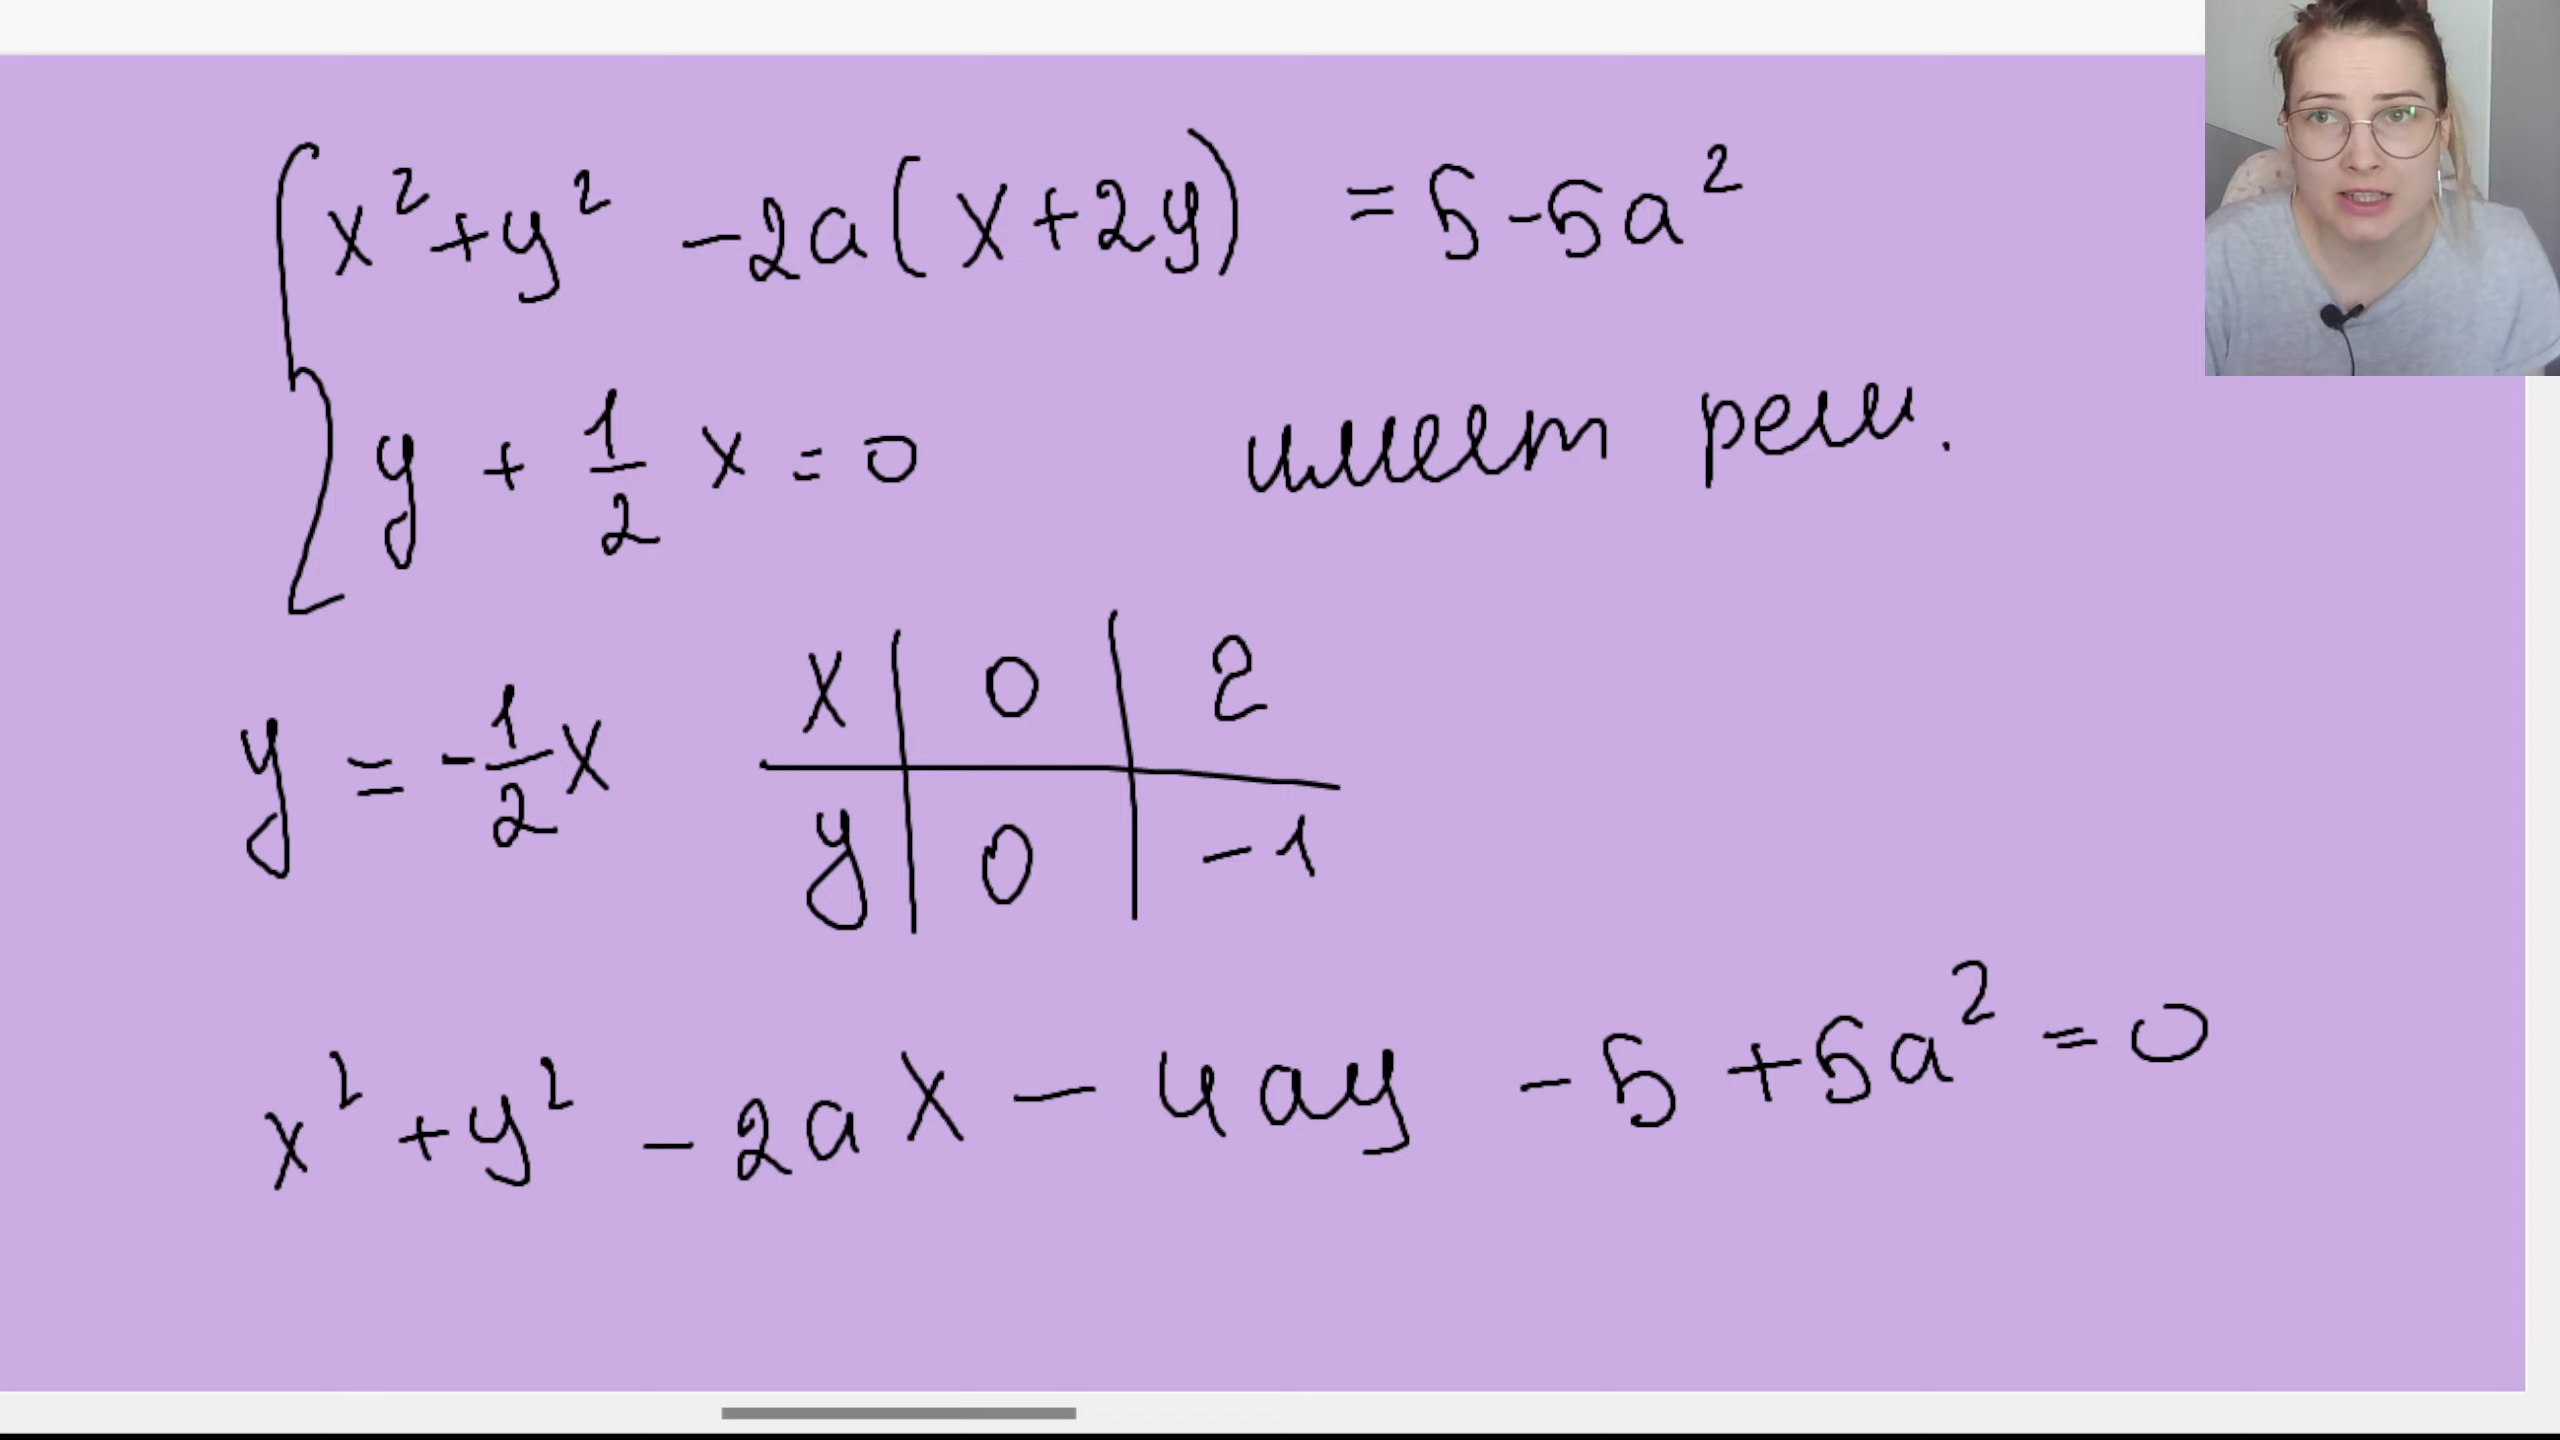 x² + y² - 2a(x + 2y) = 5 - 5a²
y + 1/2 x = 0 имеет реш.
y = -1/2 x
x | 0 | 2
y | 0 | -1
x² + y² - 2ax - 4ay - 5 + 5a² = 0